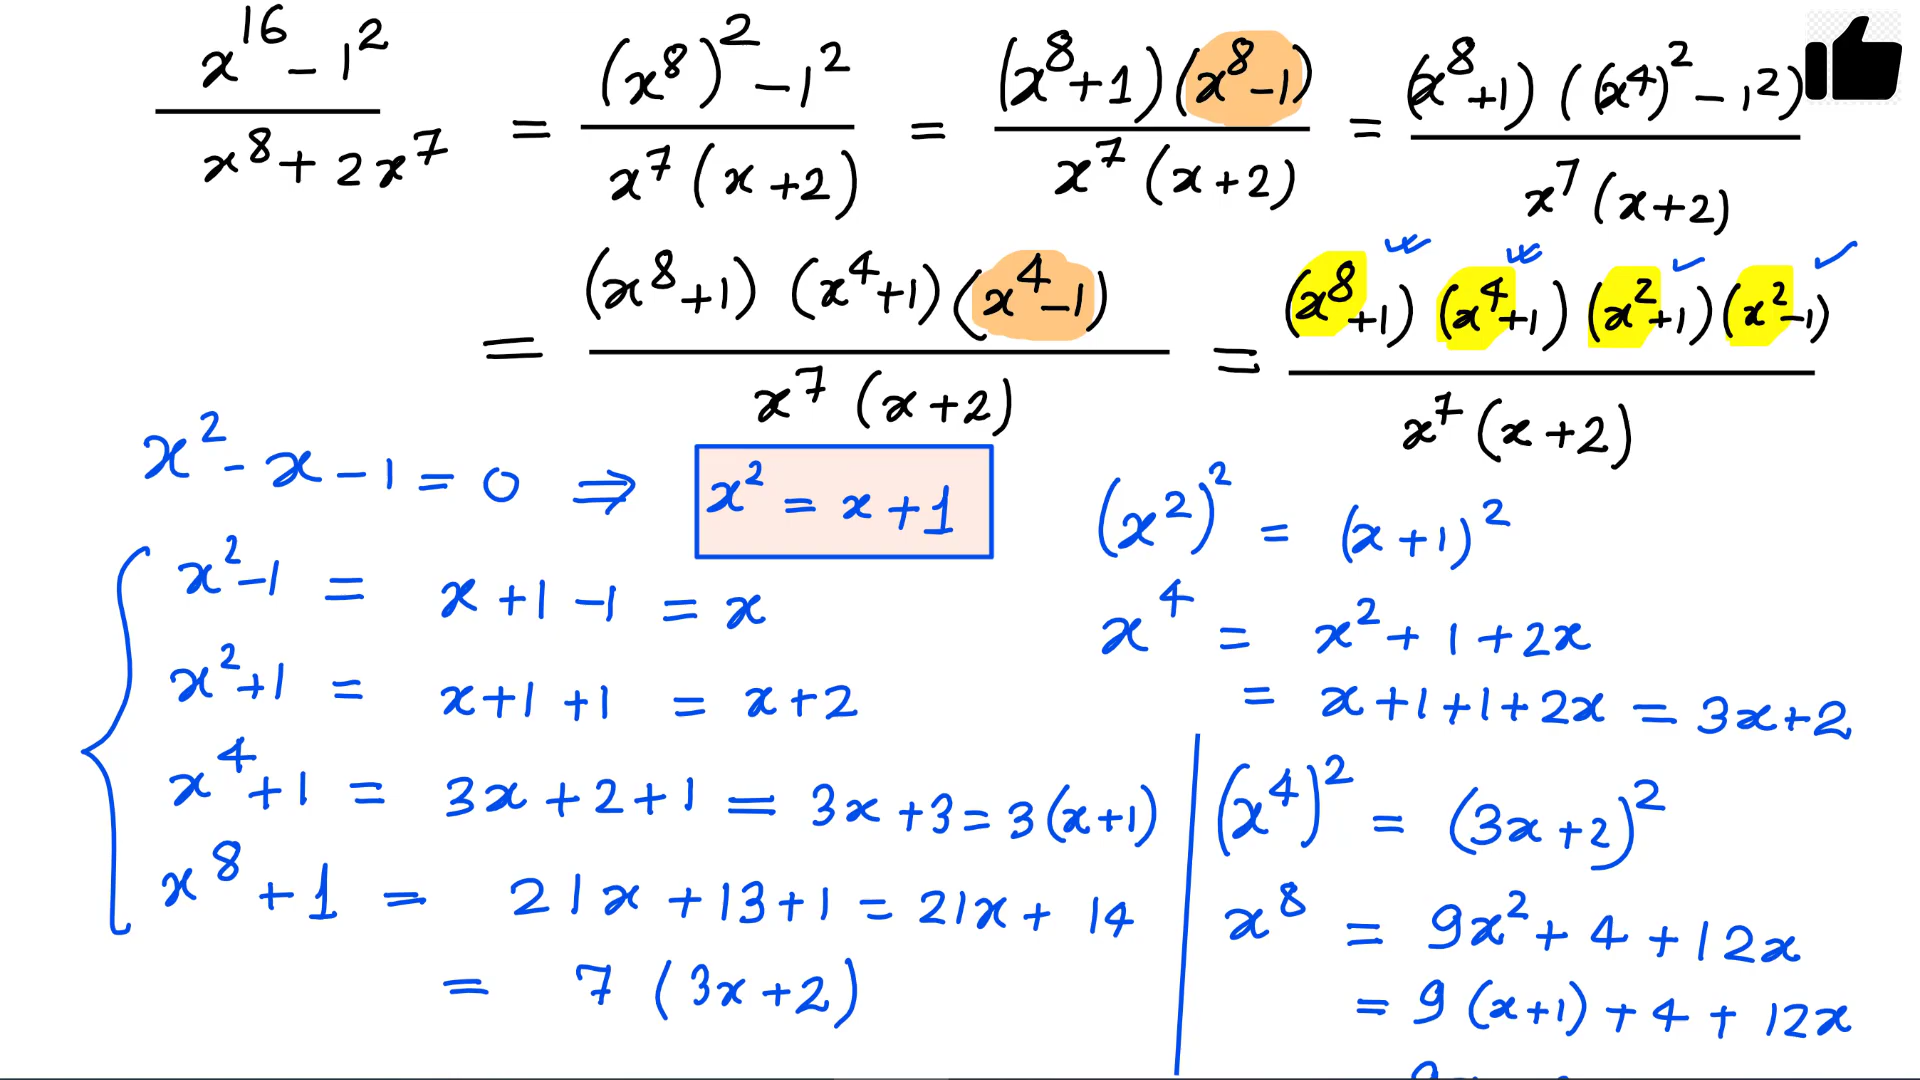 x^16 - 1^2 / x^8 + 2x^7 = (x^8)^2 - 1^2 / x^7 (x+2) = (x^8+1)(x^8-1) / x^7 (x+2) = (x^8+1) ((x^4)^2 - 1^2) / x^7 (x+2)
= (x^8+1) (x^4+1)(x^4-1) / x^7 (x+2) = (x^8+1) (x^4+1) (x^2+1)(x^2-1) / x^7 (x+2)
x^2 - x - 1 = 0 ⇒ x^2 = x + 1
x^2-1 = x + 1 - 1 = x
x^2+1 = x+1 +1 = x+2
x^4+1 = 3x + 2 + 1 = 3x + 3 = 3(x+1)
x^8 + 1 = 21x + 13 + 1 = 21x + 14
= 7 (3x + 2)
(x^2)^2 = (x + 1)^2
x^4 = x^2 + 1 + 2x
= x+1+1+2x = 3x+2
(x^4)^2 = (3x+2)^2
x^8 = 9x^2 + 4 + 12x
= 9 (x+1) + 4 + 12x